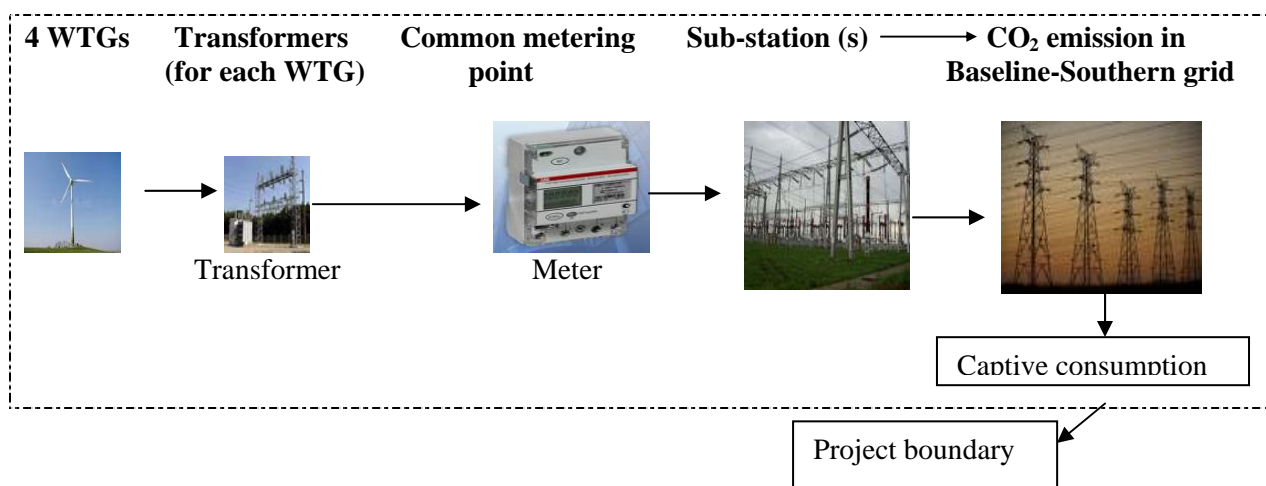 4 WTGs Transformers Common metering Sub-station (s) CO₂ emission in
(for each WTG) point Baseline-Southern grid
Transformer Meter
Captive consumption
Project boundary